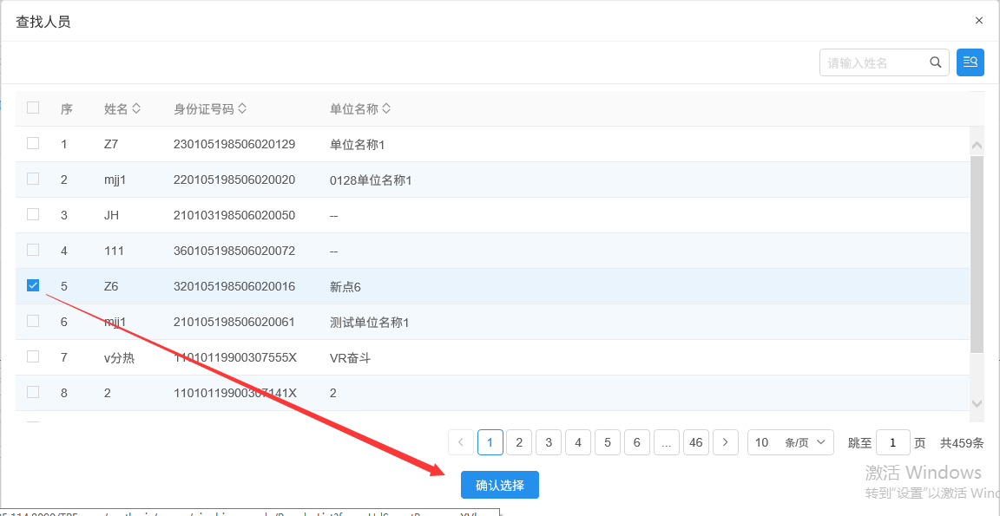 查找人员 ×
请输入姓名
序 姓名 身份证号码 单位名称
1 Z7 230105198506020129 单位名称1
2 mjj1 220105198506020020 0128单位名称1
3 JH 210103198506020050 --
4 111 360105198506020072 --
5 Z6 320105198506020016 新点6
6 mjj1 210105198506020061 测试单位名称1
7 v分热 11010119900307555X VR奋斗
8 2 11010119900307141X 2
< 1 2 3 4 5 6 ... 46 > 10 条/页 跳至 1 页 共459条
确认选择
激活 Windows
转到"设置"以激活 Wind